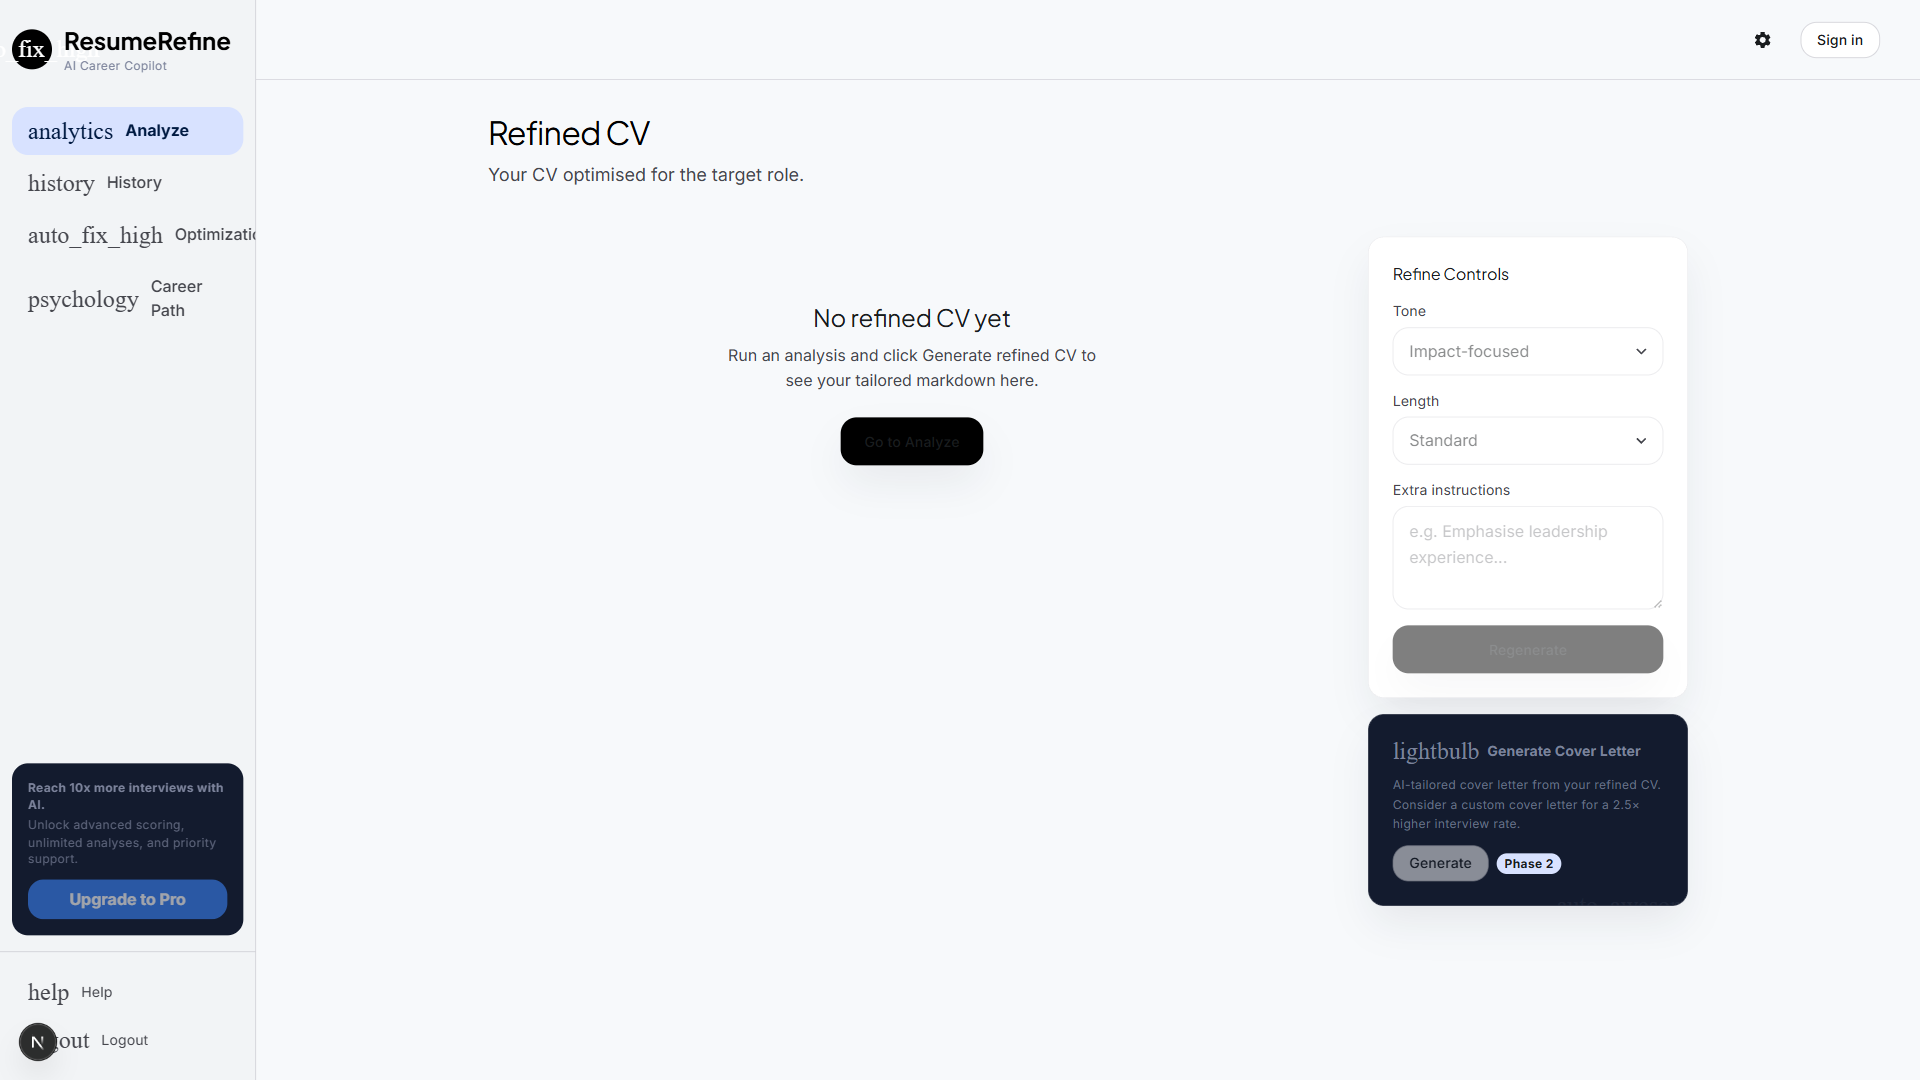 fix_
ResumeRefine
AI Career Copilot
Sign in
analytics Analyze
history History
auto_fix_high Optimizatio
psychology Career Path
Refined CV
Your CV optimised for the target role.
No refined CV yet
Run an analysis and click Generate refined CV to
see your tailored markdown here.
Go to Analyze
Refine Controls
Tone
Impact-focused
Length
Standard
Extra instructions
e.g. Emphasise leadership
experience...
Regenerate
lightbulb Generate Cover Letter
AI-tailored cover letter from your refined CV.
Consider a custom cover letter for a 2.5×
higher interview rate.
Generate Phase 2
Reach 10x more interviews with
AI.
Unlock advanced scoring,
unlimited analyses, and priority
support.
Upgrade to Pro
help Help
N gout Logout